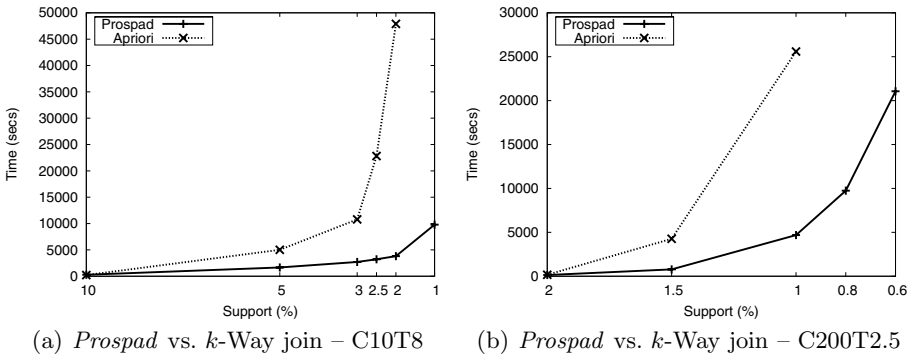 Prospad
Apriori
50000
45000
40000
35000
30000
25000
20000
15000
10000
5000
0
Time (secs)
10 5 3 2.5 2 1
Support (%)
(a) Prospad vs. k-Way join – C10T8
Prospad
Apriori
30000
25000
20000
15000
10000
5000
0
Time (secs)
2 1.5 1 0.8 0.6
Support (%)
(b) Prospad vs. k-Way join – C200T2.5